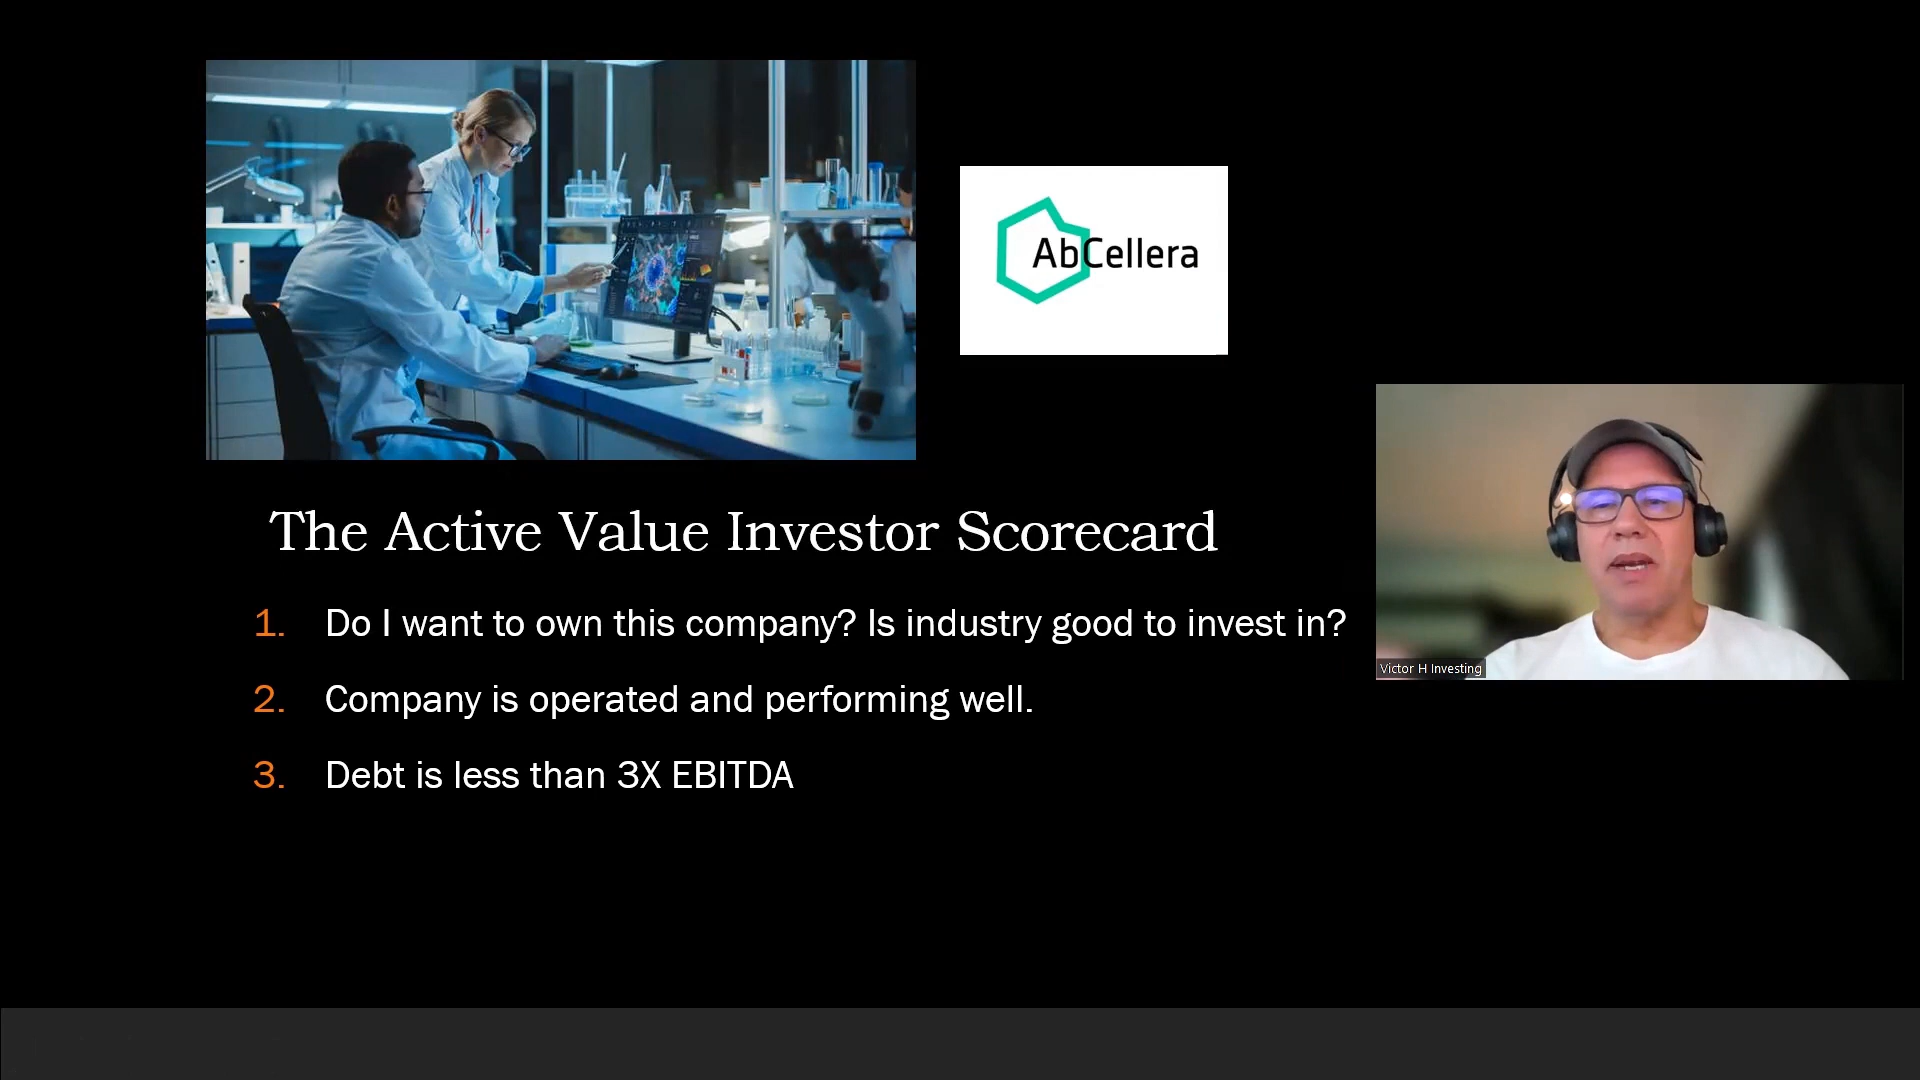 AbCellera
The Active Value Investor Scorecard
1. Do I want to own this company? Is industry good to invest in?
2. Company is operated and performing well.
3. Debt is less than 3X EBITDA
Victor H Investing